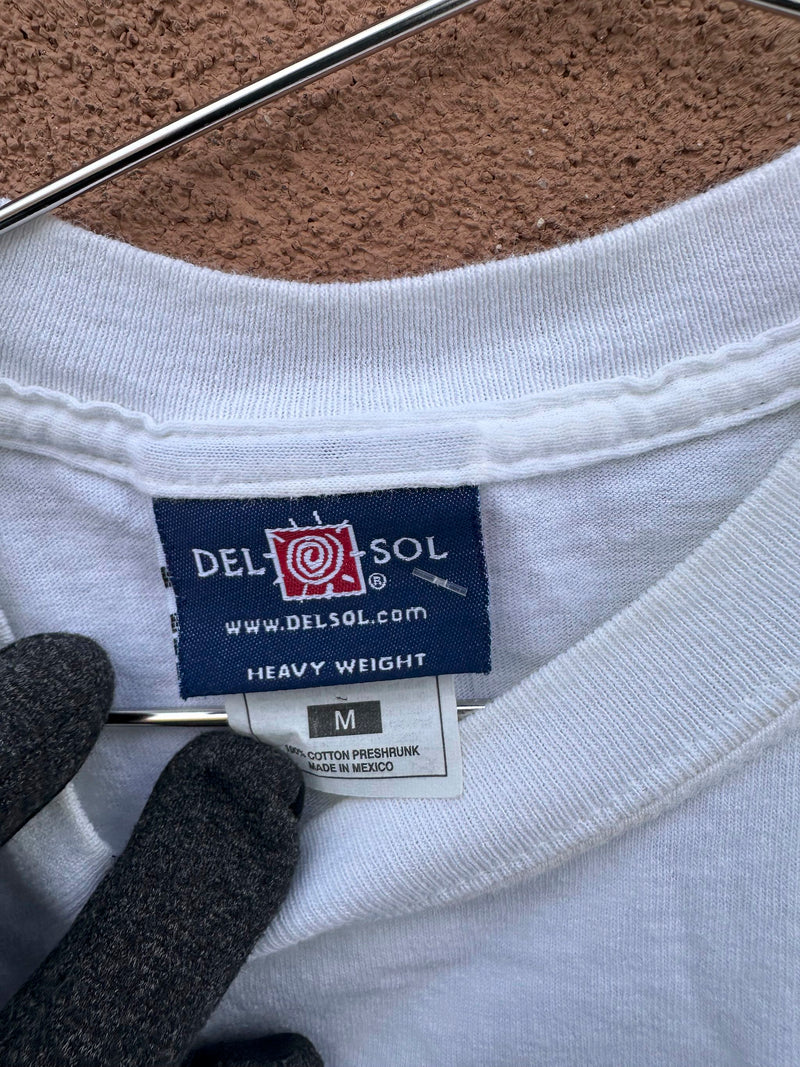 DEL SOL ®
www.DELSOL.com
HEAVY WEIGHT
M
100% COTTON PRESHRUNK
MADE IN MEXICO